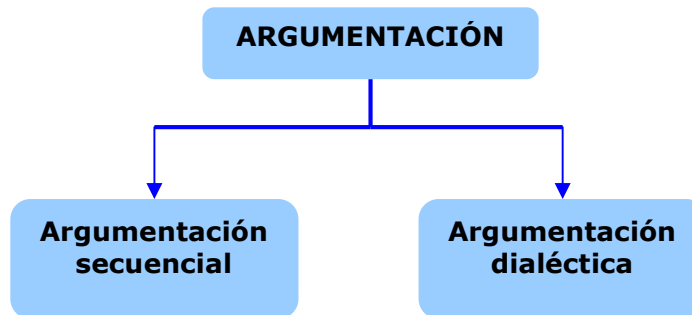 ARGUMENTACIÓN
Argumentación
secuencial
Argumentación
dialéctica